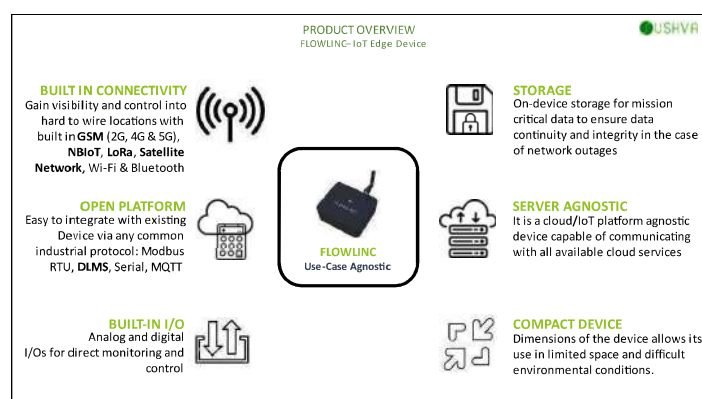 PRODUCT OVERVIEW
FLOWLINC– IoT Edge Device
USHVA
BUILT IN CONNECTIVITY
Gain visibility and control into
hard to wire locations with
built in GSM (2G, 4G & 5G),
NBIoT, LoRa, Satellite
Network, Wi-Fi & Bluetooth
OPEN PLATFORM
Easy to integrate with existing
Device via any common
industrial protocol: Modbus
RTU, DLMS, Serial, MQTT
BUILT-IN I/O
Analog and digital
I/Os for direct monitoring and
control
FLOWLINC
FLOWLINC
Use-Case Agnostic
STORAGE
On-device storage for mission
critical data to ensure data
continuity and integrity in the case
of network outages
SERVER AGNOSTIC
It is a cloud/IoT platform agnostic
device capable of communicating
with all available cloud services
COMPACT DEVICE
Dimensions of the device allows its
use in limited space and difficult
environmental conditions.